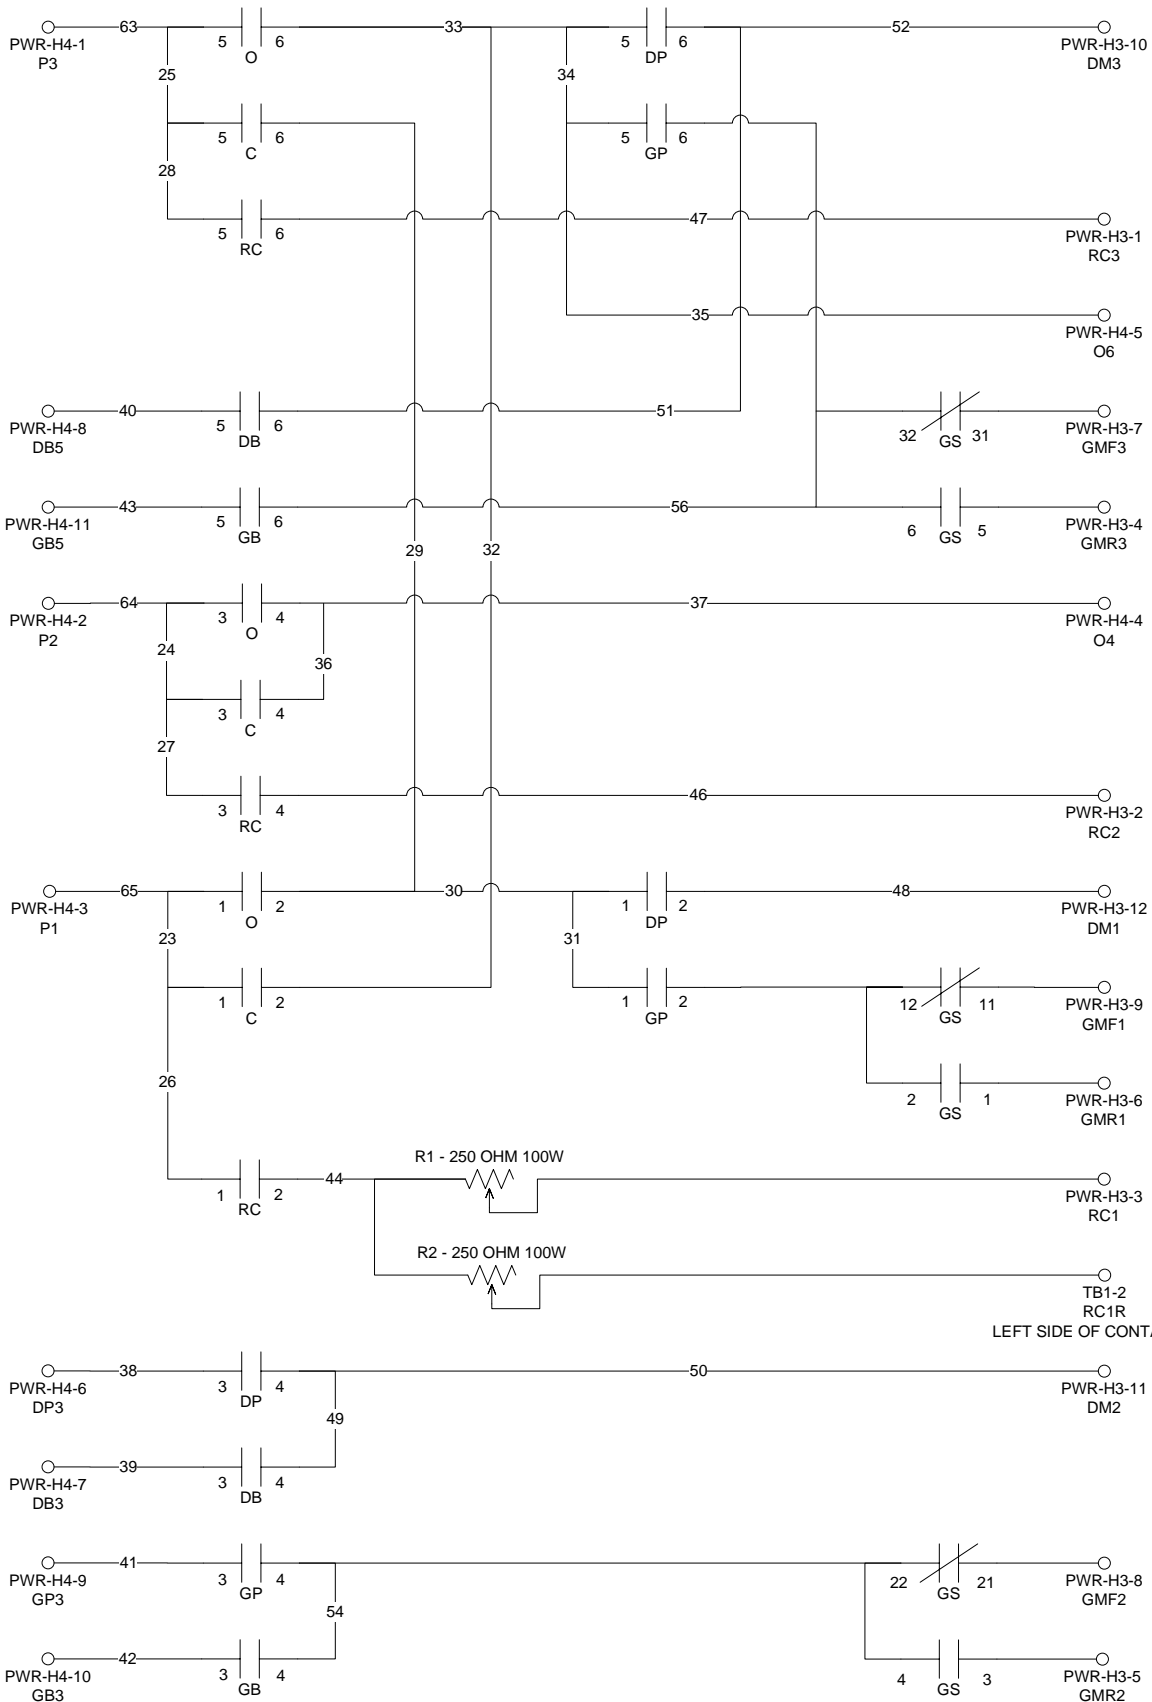 63 33 52
PWR-H4-1 5 6 5 6 PWR-H3-10
P3 O DP DM3
25 34
5 6 5 6
C GP
28
47
5 6 PWR-H3-1
RC RC3
35
PWR-H4-5
O6
40 51
PWR-H4-8 5 6 32 31 PWR-H3-7
DB5 DB GS GMF3
43 56
PWR-H4-11 5 6 6 5 PWR-H3-4
GB5 GB GS GMR3
29 32
64 37
PWR-H4-2 3 4 PWR-H4-4
P2 O O4
24 36
3 4
C
27
46
3 4 PWR-H3-2
RC RC2
65 30 48
PWR-H4-3 1 2 1 2 PWR-H3-12
P1 O DP DM1
23 31
1 2 1 2 12 11 PWR-H3-9
C GP GS GMF1
26
2 1 PWR-H3-6
GS GMR1
R1 - 250 OHM 100W
44
1 2 PWR-H3-3
RC RC1
R2 - 250 OHM 100W
TB1-2
RC1R
LEFT SIDE OF
38 50
PWR-H4-6 3 4 PWR-H3-11
DP3 DP DM2
49
39
PWR-H4-7 3 4
DB3 DB
41
PWR-H4-9 3 4 22 21 PWR-H3-8
GP3 GP GS GMF2
54
42
PWR-H4-10 3 4 4 3 PWR-H3-5
GB3 GB GS GMR2